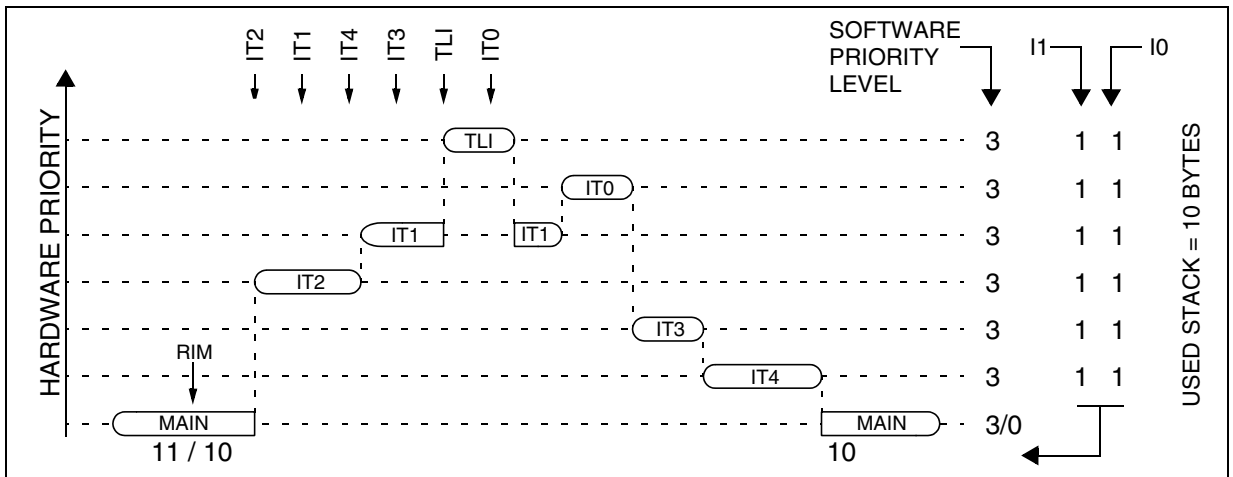 IT2 IT1 IT4 IT3 TLI IT0
SOFTWARE
PRIORITY
LEVEL
I1 I0
HARDWARE PRIORITY
TLI 3 1 1
IT0 3 1 1
IT1 IT1 3 1 1
IT2 3 1 1
IT3 3 1 1
RIM
IT4 3 1 1
MAIN MAIN 3/0
11 / 10 10
USED STACK = 10 BYTES